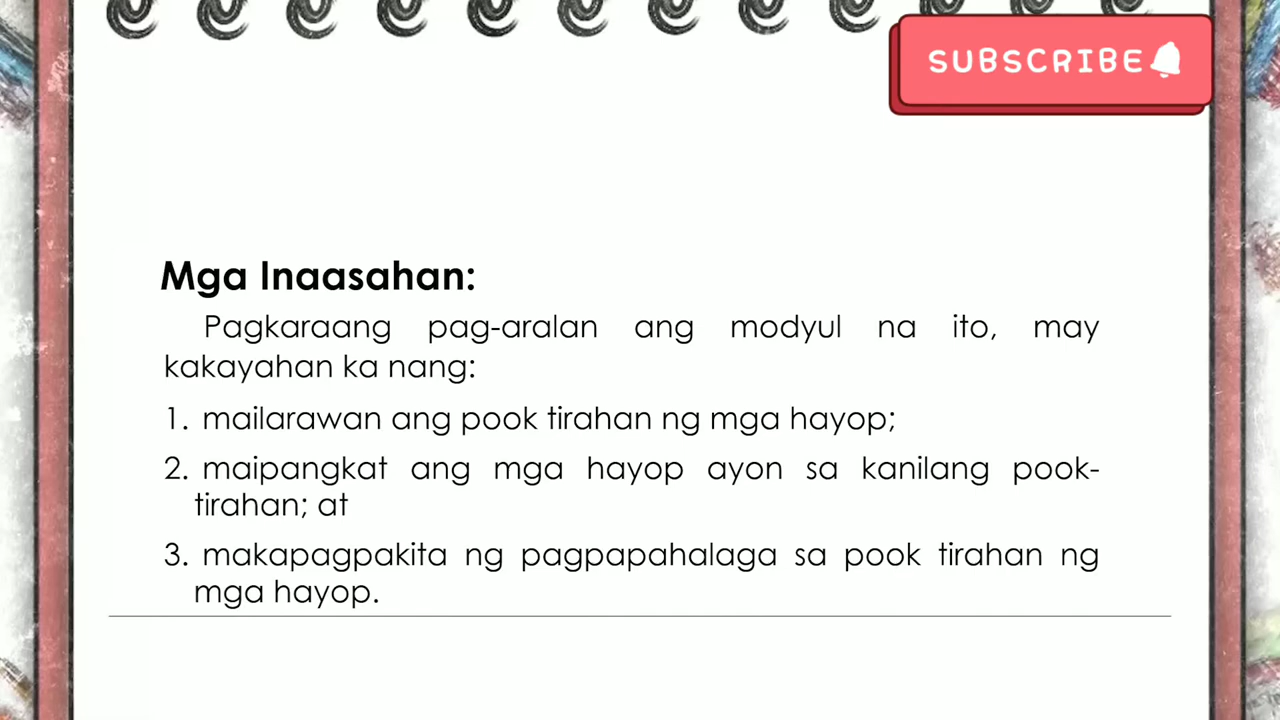 SUBSCRIBE
Mga Inaasahan:
Pagkaraang pag-aralan ang modyul na ito, may
kakayahan ka nang:
1. mailarawan ang pook tirahan ng mga hayop;
2. maipangkat ang mga hayop ayon sa kanilang pook-
tirahan; at
3. makapagpakita ng pagpapahalaga sa pook tirahan ng
mga hayop.